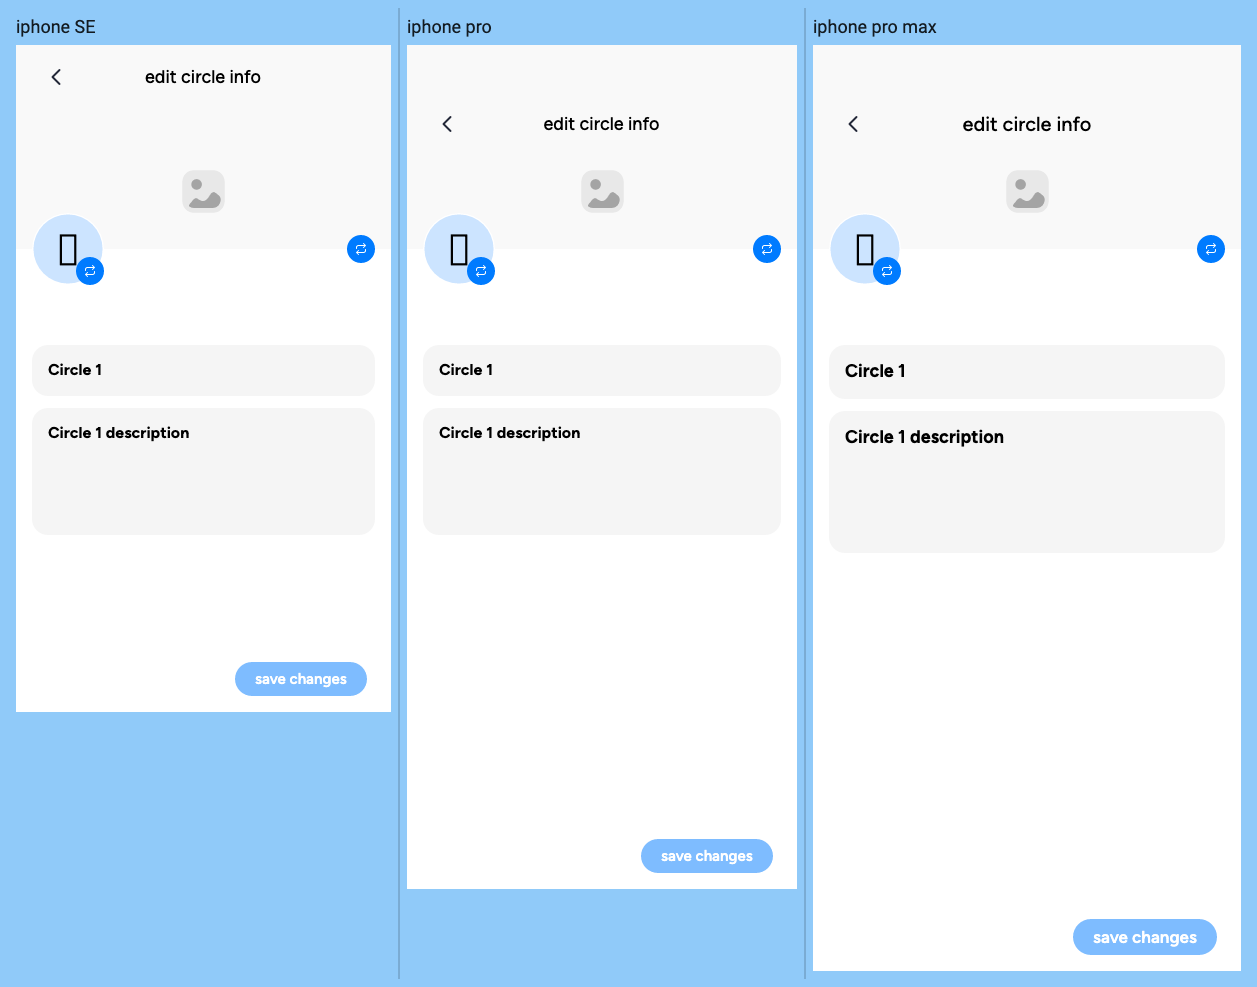 iphone SE
edit circle info
Circle 1
Circle 1 description
save changes
iphone pro
edit circle info
Circle 1
Circle 1 description
save changes
iphone pro max
edit circle info
Circle 1
Circle 1 description
save changes